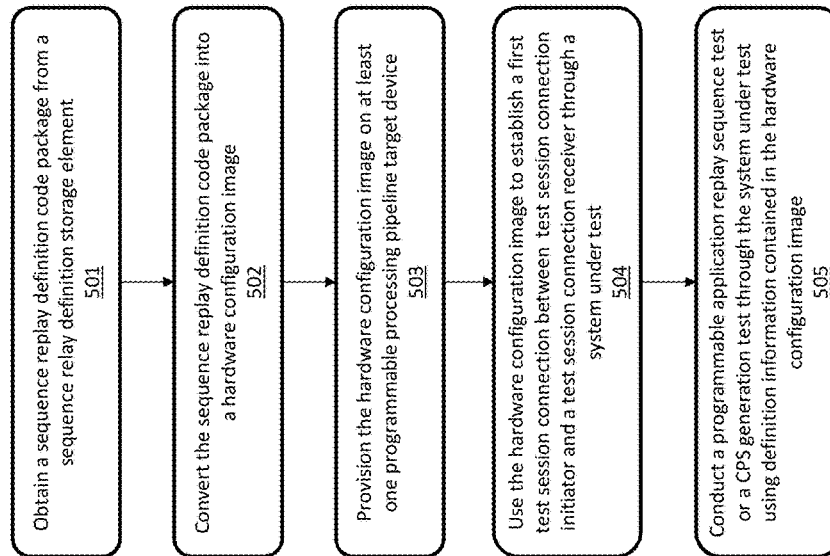 Obtain a sequence replay definition code package from a
sequence relay definition storage element
501
Convert the sequence replay definition code package into
a hardware configuration image
502
Provision the hardware configuration image on at least
one programmable processing pipeline target device
503
Use the hardware configuration image to establish a first
test session connection between test session connection
initiator and a test session connection receiver through a
system under test
504
Conduct a programmable application replay sequence test
or a CPS generation test through the system under test
using definition information contained in the hardware
configuration image
505